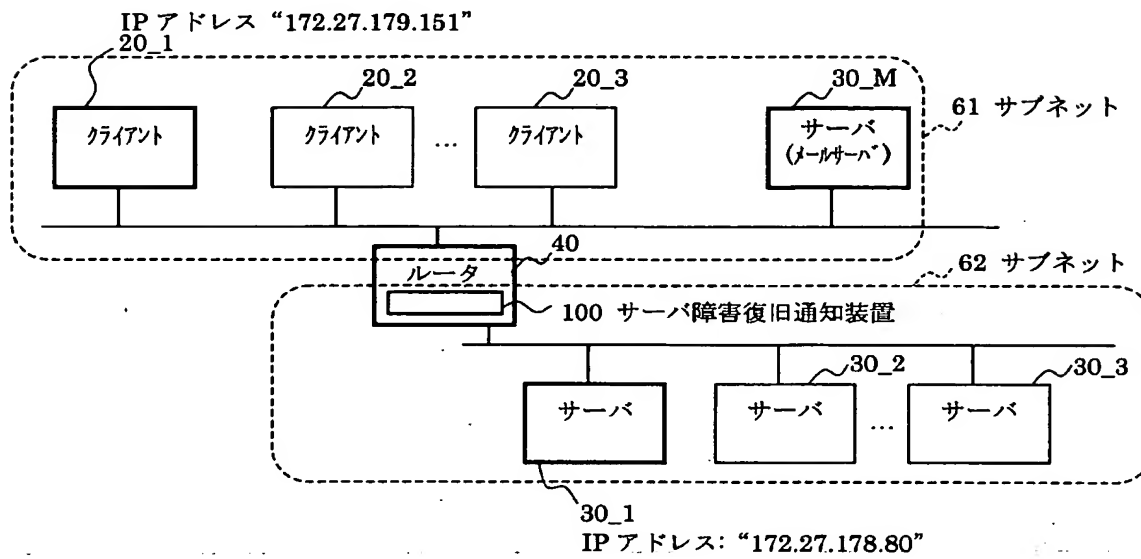 IP アドレス “172.27.179.151”
20_1
20_2
20_3
30_M
クライアント
クライアント
…
クライアント
サーバ
(メールサーバ)
61 サブネット
40
ルータ
62 サブネット
100 サーバ障害復旧通知装置
30_2
30_3
サーバ
サーバ
…
サーバ
30_1
IP アドレス: “172.27.178.80”